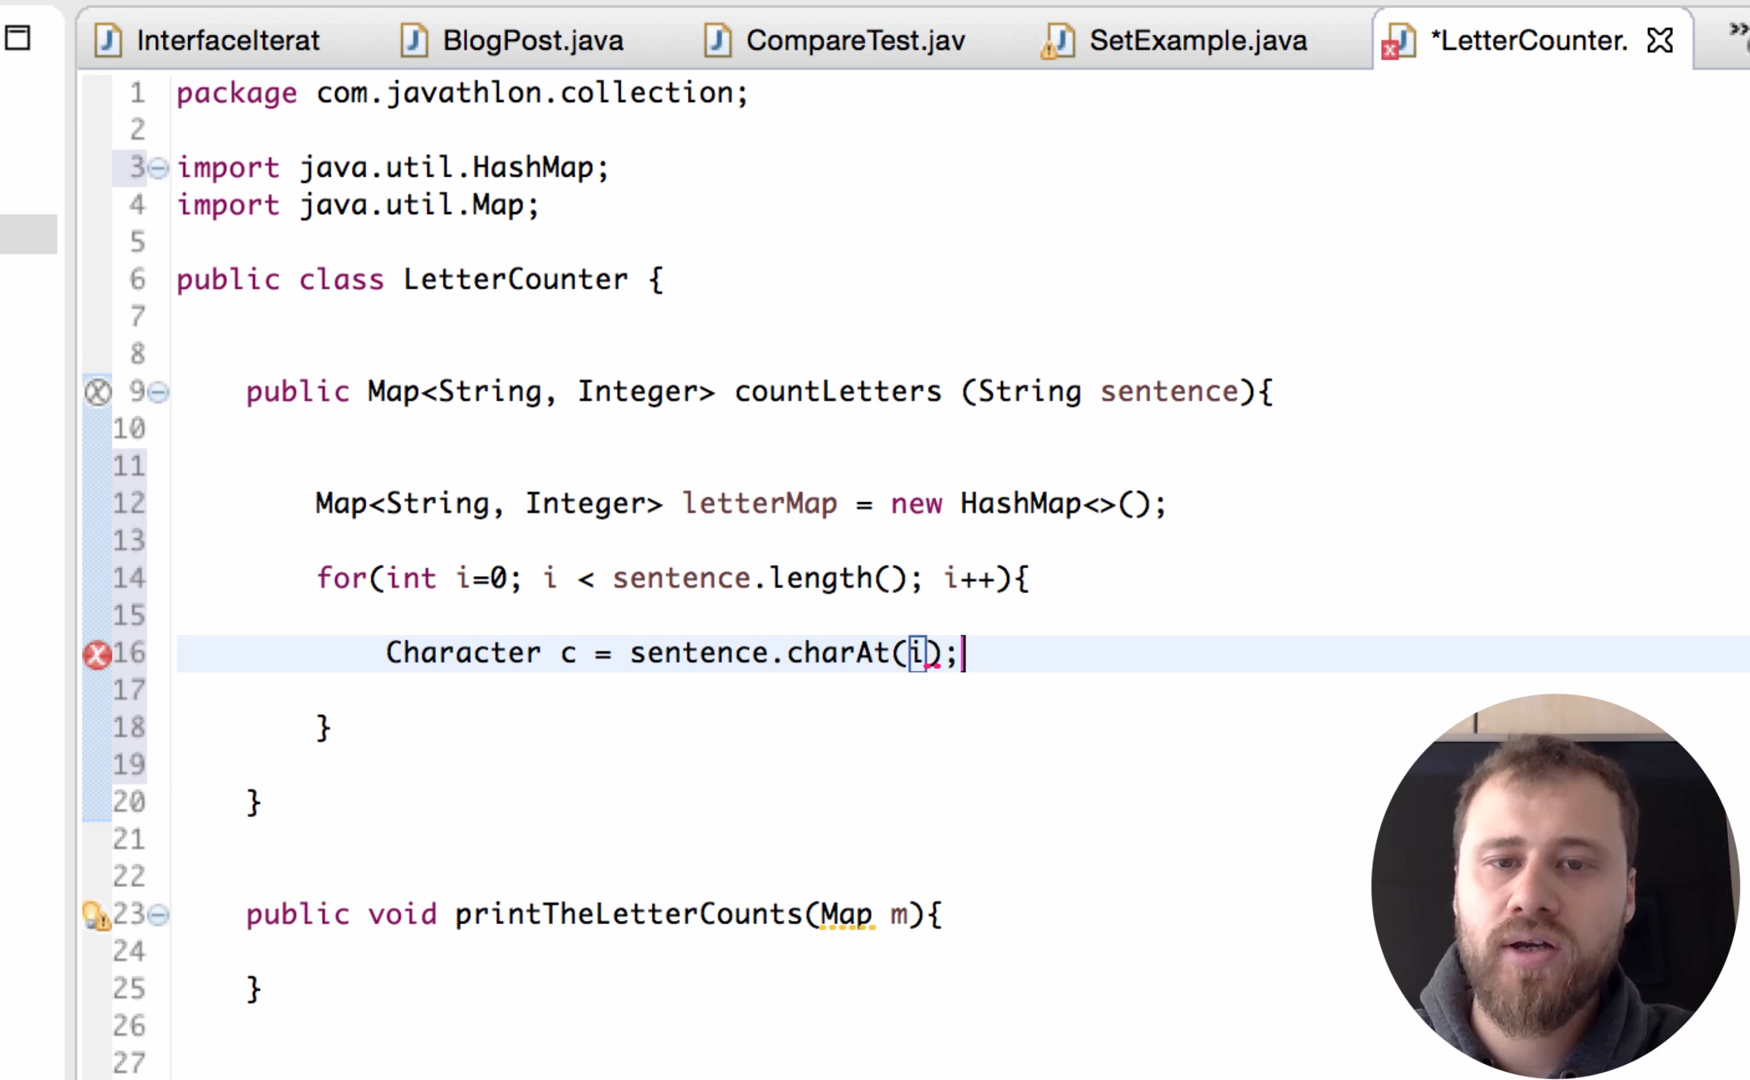 InterfaceIterat BlogPost.java CompareTest.jav SetExample.java *LetterCounter.
1 package com.javathlon.collection;
2
3 import java.util.HashMap;
4 import java.util.Map;
5
6 public class LetterCounter {
7
8
9 public Map<String, Integer> countLetters (String sentence){
10
11
12 Map<String, Integer> letterMap = new HashMap<>();
13
14 for(int i=0; i < sentence.length(); i++){
15
16 Character c = sentence.charAt(i);
17
18 }
19
20 }
21
22
23 public void printTheLetterCounts(Map m){
24
25 }
26
27